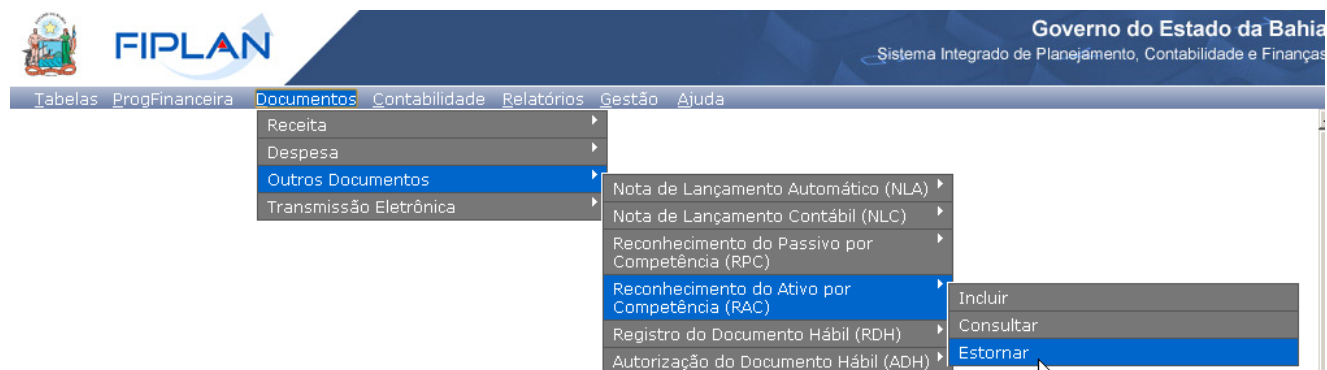 FIPLAN
Governo do Estado da Bahia
Sistema Integrado de Planejamento, Contabilidade e Finanças
Tabelas ProgFinanceira Documentos Contabilidade Relatórios Gestão Ajuda
Receita
Despesa
Outros Documentos
Transmissão Eletrônica
Nota de Lançamento Automático (NLA)
Nota de Lançamento Contábil (NLC)
Reconhecimento do Passivo por
Competência (RPC)
Reconhecimento do Ativo por
Competência (RAC)
Registro do Documento Hábil (RDH)
Autorização do Documento Hábil (ADH)
Incluir
Consultar
Estornar